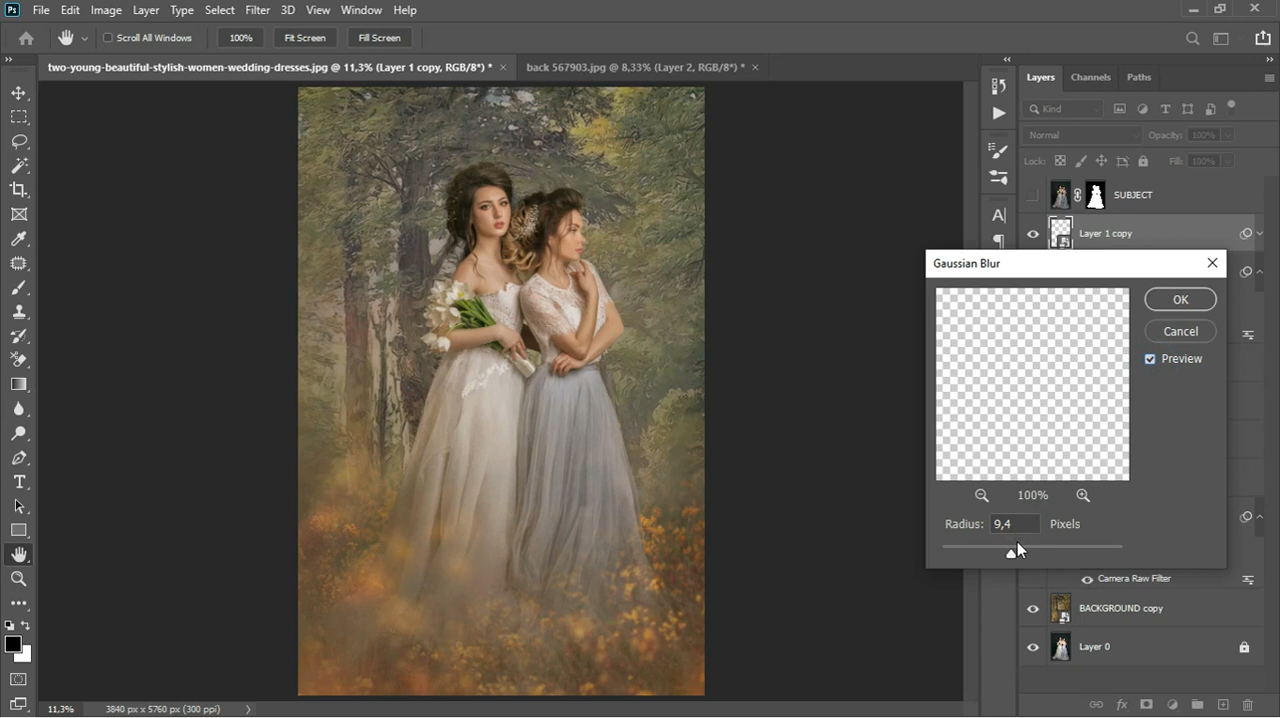 Ps File Edit Image Layer Type Select Filter 3D View Window Help
Scroll All Windows 100% Fit Screen Fill Screen
two-young-beautiful-stylish-women-wedding-dresses.jpg @ 11,3% (Layer 1 copy, RGB/8*) * × back 567903.jpg @ 8,33% (Layer 2, RGB/8*) * ×
Layers Channels Paths
Kind
Normal Opacity: 100%
Lock: Fill: 100%
SUBJECT
Layer 1 copy
Gaussian Blur
OK
Cancel
Preview
100%
Radius: 9,4 Pixels
Camera Raw Filter
BACKGROUND copy
Layer 0
11,3% 3840 px x 5760 px (300 ppi)